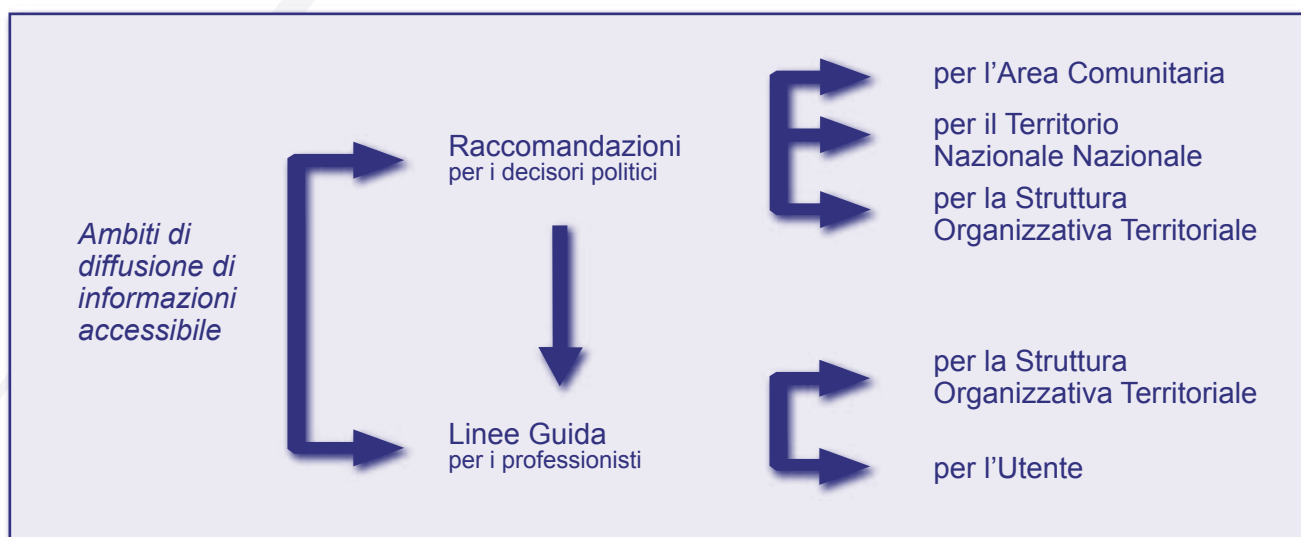 Ambiti di
diffusione di
informazioni
accessibile
Raccomandazioni
per i decisori politici
per l’Area Comunitaria
per il Territorio
Nazionale Nazionale
per la Struttura
Organizzativa Territoriale
Linee Guida
per i professionisti
per la Struttura
Organizzativa Territoriale
per l’Utente